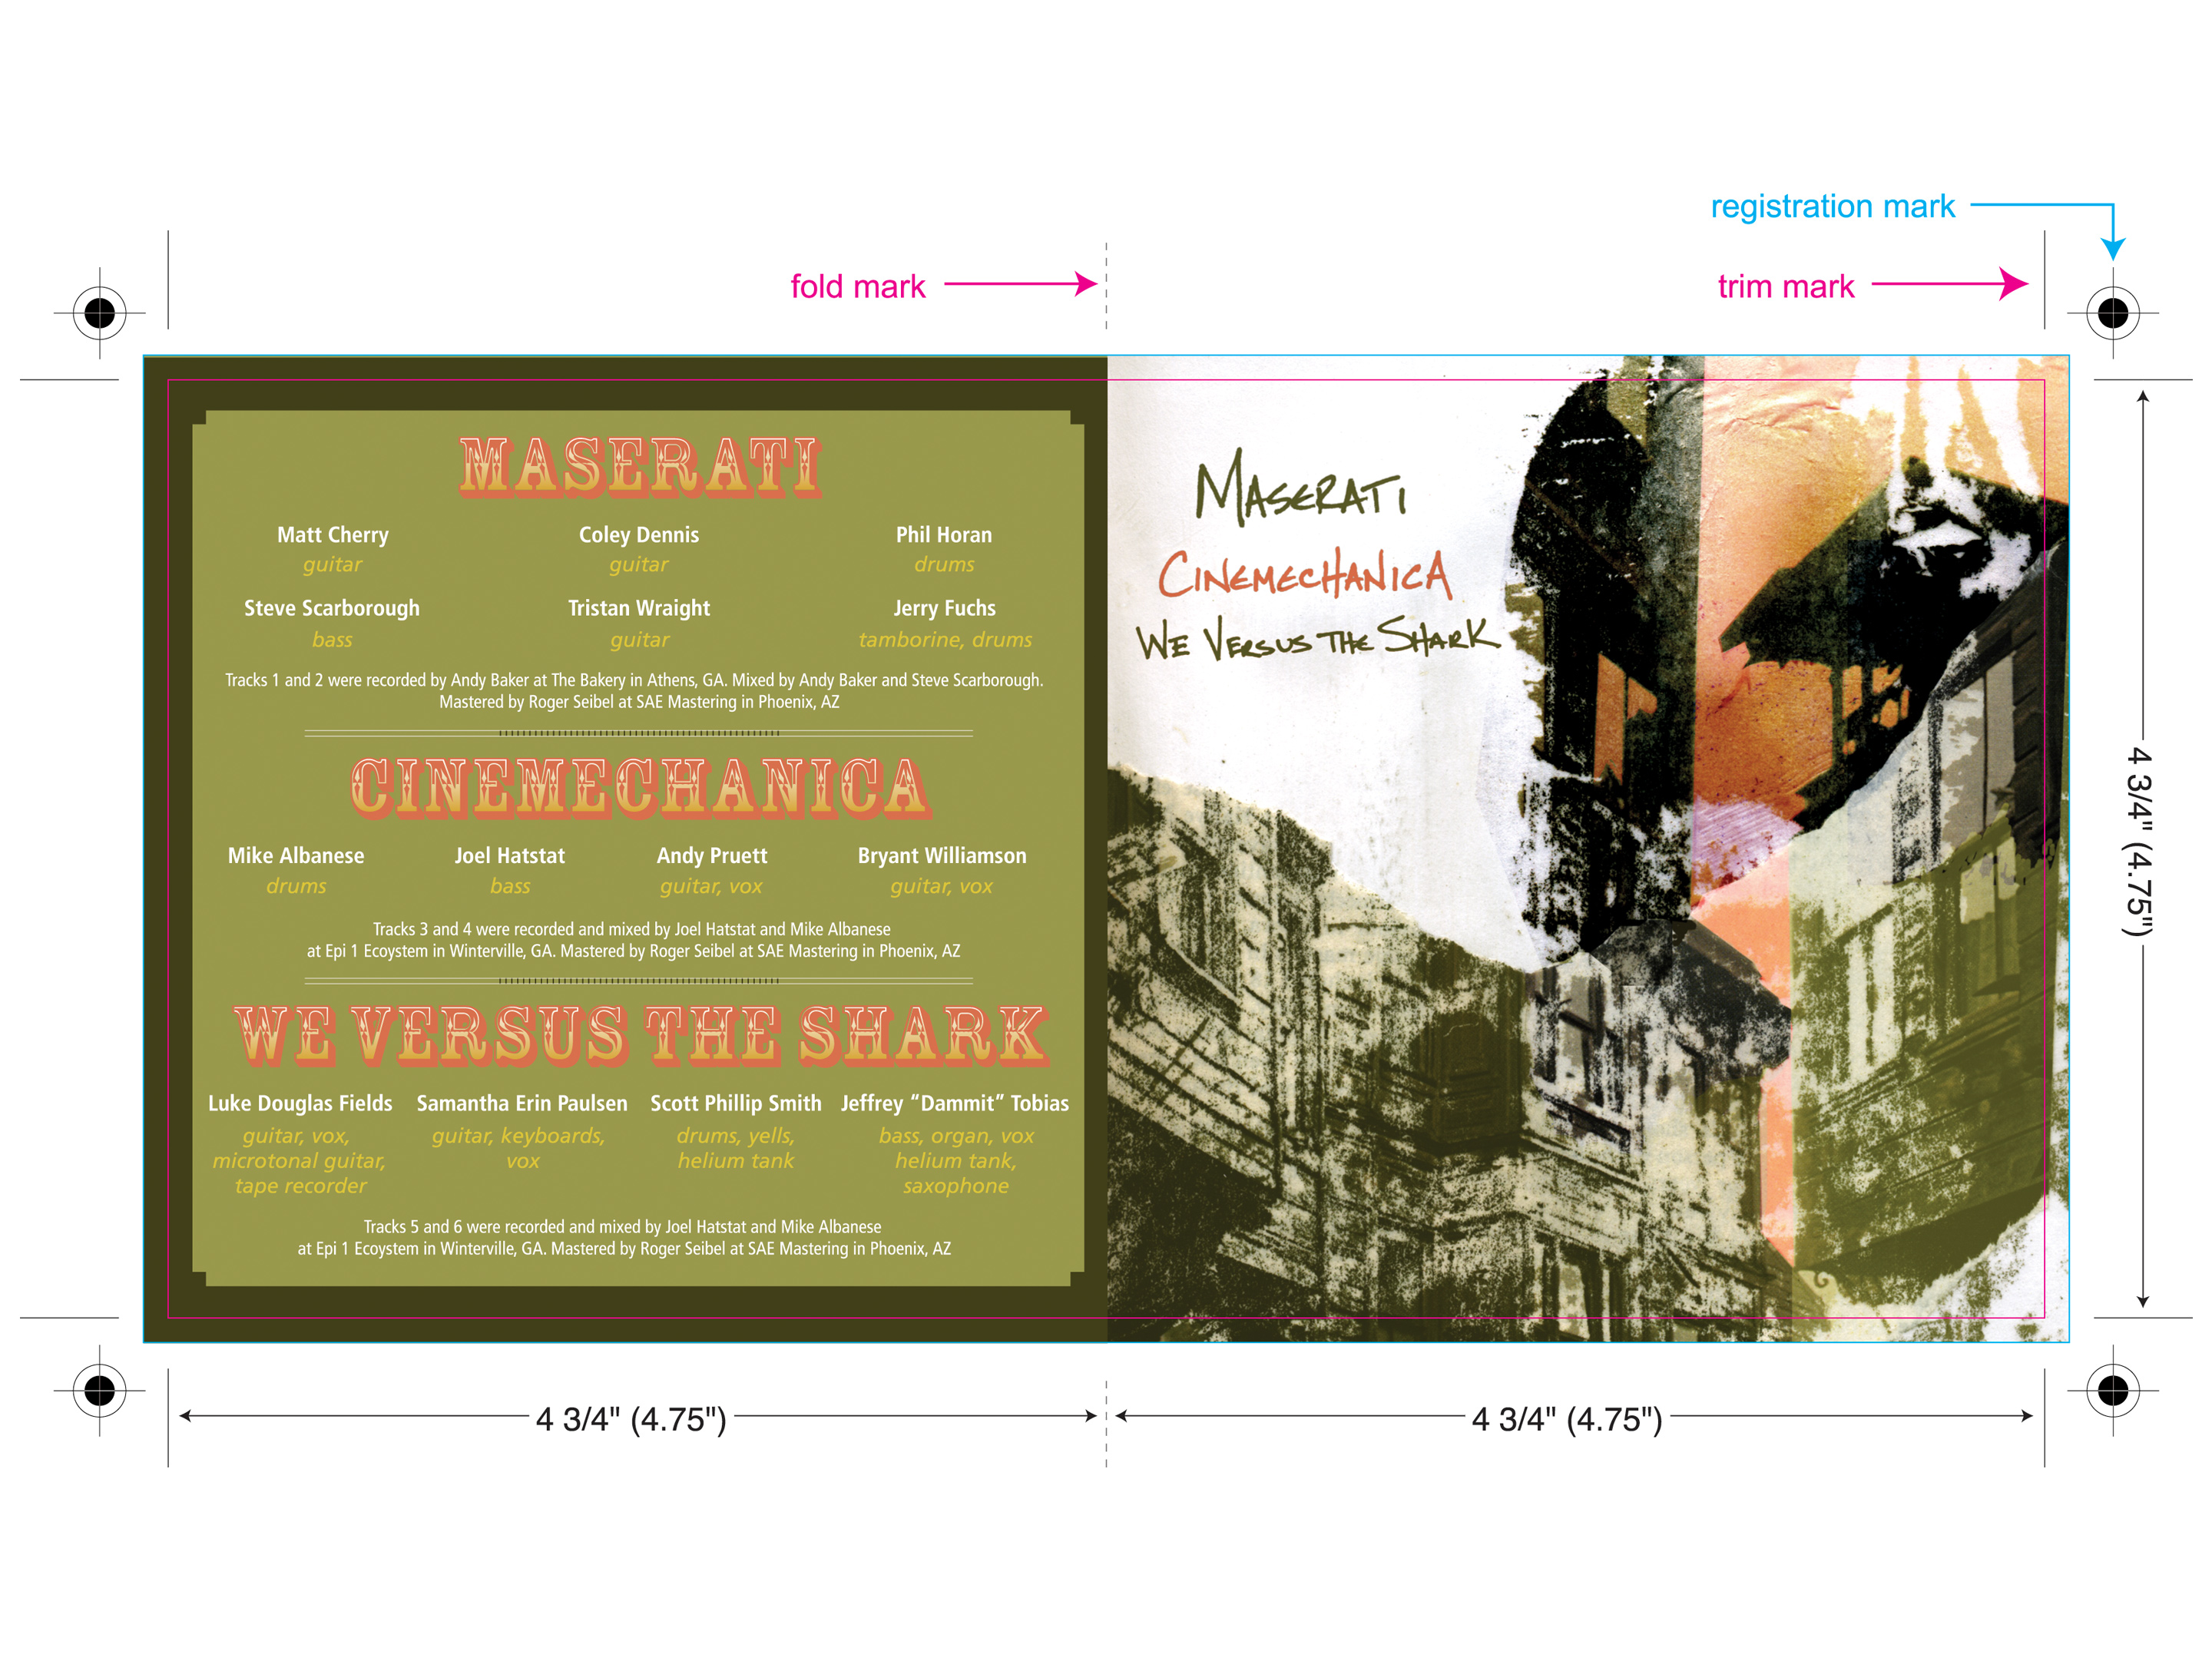 registration mark
fold mark
trim mark
MASERATI
Matt Cherry
guitar
Coley Dennis
guitar
Phil Horan
drums
Steve Scarborough
bass
Tristan Wraight
guitar
Jerry Fuchs
tamborine, drums
Tracks 1 and 2 were recorded by Andy Baker at The Bakery in Athens, GA. Mixed by Andy Baker and Steve Scarborough.
Mastered by Roger Seibel at SAE Mastering in Phoenix, AZ
CINEMECHANICA
Mike Albanese
drums
Joel Hatstat
bass
Andy Pruett
guitar, vox
Bryant Williamson
guitar, vox
Tracks 3 and 4 were recorded and mixed by Joel Hatstat and Mike Albanese
at Epi 1 Ecoystem in Winterville, GA. Mastered by Roger Seibel at SAE Mastering in Phoenix, AZ
WE VERSUS THE SHARK
Luke Douglas Fields
guitar, vox,
microtonal guitar,
tape recorder
Samantha Erin Paulsen
guitar, keyboards,
vox
Scott Phillip Smith
drums, yells,
helium tank
Jeffrey “Dammit” Tobias
bass, organ, vox
helium tank,
saxophone
Tracks 5 and 6 were recorded and mixed by Joel Hatstat and Mike Albanese
at Epi 1 Ecoystem in Winterville, GA. Mastered by Roger Seibel at SAE Mastering in Phoenix, AZ
MASERATI
CINEMECHANICA
WE VERSUS THE SHARK
4 3/4" (4.75")
4 3/4" (4.75")
4 3/4" (4.75")